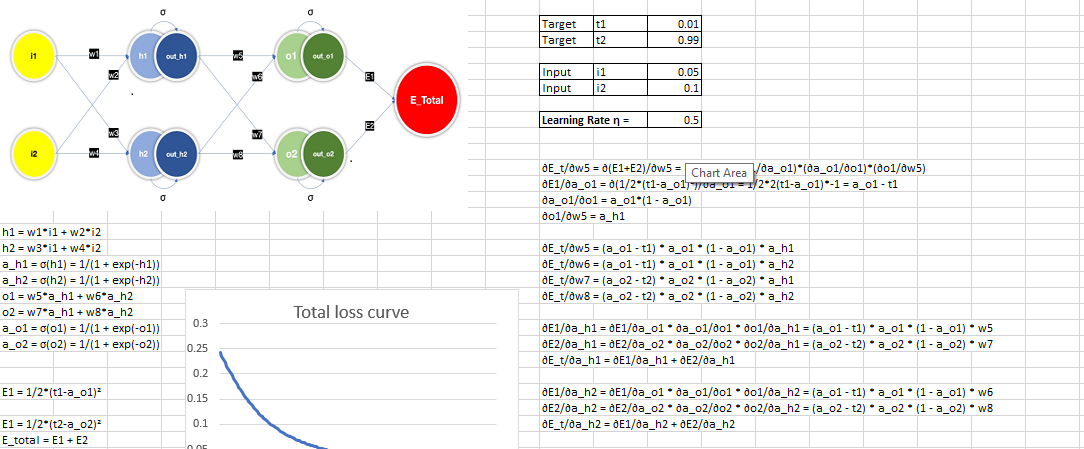 σ σ
i1 w1 h1 out_h1 w5 o1 out_o1 E1
w2 w6
E_Total
w3 w7 E2
i2 w4 h2 out_h2 w8 o2 out_o2
σ σ
Target t1 0.01
Target t2 0.99
Input i1 0.05
Input i2 0.1
Learning Rate η = 0.5
∂E_t/∂w5 = ∂(E1+E2)/∂w5 = /∂a_o1)*(∂a_o1/∂o1)*(∂o1/∂w5)
Chart Area
∂E1/∂a_o1 = ∂(1/2*(t1-a_o1)²)/∂a_o1 = 1/2*2(t1-a_o1)*-1 = a_o1 - t1
∂a_o1/∂o1 = a_o1*(1 - a_o1)
∂o1/∂w5 = a_h1
h1 = w1*i1 + w2*i2
h2 = w3*i1 + w4*i2
a_h1 = σ(h1) = 1/(1 + exp(-h1))
a_h2 = σ(h2) = 1/(1 + exp(-h2))
o1 = w5*a_h1 + w6*a_h2
o2 = w7*a_h1 + w8*a_h2
a_o1 = σ(o1) = 1/(1 + exp(-o1))
a_o2 = σ(o2) = 1/(1 + exp(-o2))
E1 = 1/2*(t1-a_o1)²
E1 = 1/2*(t2-a_o2)²
E_total = E1 + E2
Total loss curve
0.3
0.25
0.2
0.15
0.1
0.05
∂E_t/∂w5 = (a_o1 - t1) * a_o1 * (1 - a_o1) * a_h1
∂E_t/∂w6 = (a_o1 - t1) * a_o1 * (1 - a_o1) * a_h2
∂E_t/∂w7 = (a_o2 - t2) * a_o2 * (1 - a_o2) * a_h1
∂E_t/∂w8 = (a_o2 - t2) * a_o2 * (1 - a_o2) * a_h2
∂E1/∂a_h1 = ∂E1/∂a_o1 * ∂a_o1/∂o1 * ∂o1/∂a_h1 = (a_o1 - t1) * a_o1 * (1 - a_o1) * w5
∂E2/∂a_h1 = ∂E2/∂a_o2 * ∂a_o2/∂o2 * ∂o2/∂a_h1 = (a_o2 - t2) * a_o2 * (1 - a_o2) * w7
∂E_t/∂a_h1 = ∂E1/∂a_h1 + ∂E2/∂a_h1
∂E1/∂a_h2 = ∂E1/∂a_o1 * ∂a_o1/∂o1 * ∂o1/∂a_h2 = (a_o1 - t1) * a_o1 * (1 - a_o1) * w6
∂E2/∂a_h2 = ∂E2/∂a_o2 * ∂a_o2/∂o2 * ∂o2/∂a_h2 = (a_o2 - t2) * a_o2 * (1 - a_o2) * w8
∂E_t/∂a_h2 = ∂E1/∂a_h2 + ∂E2/∂a_h2